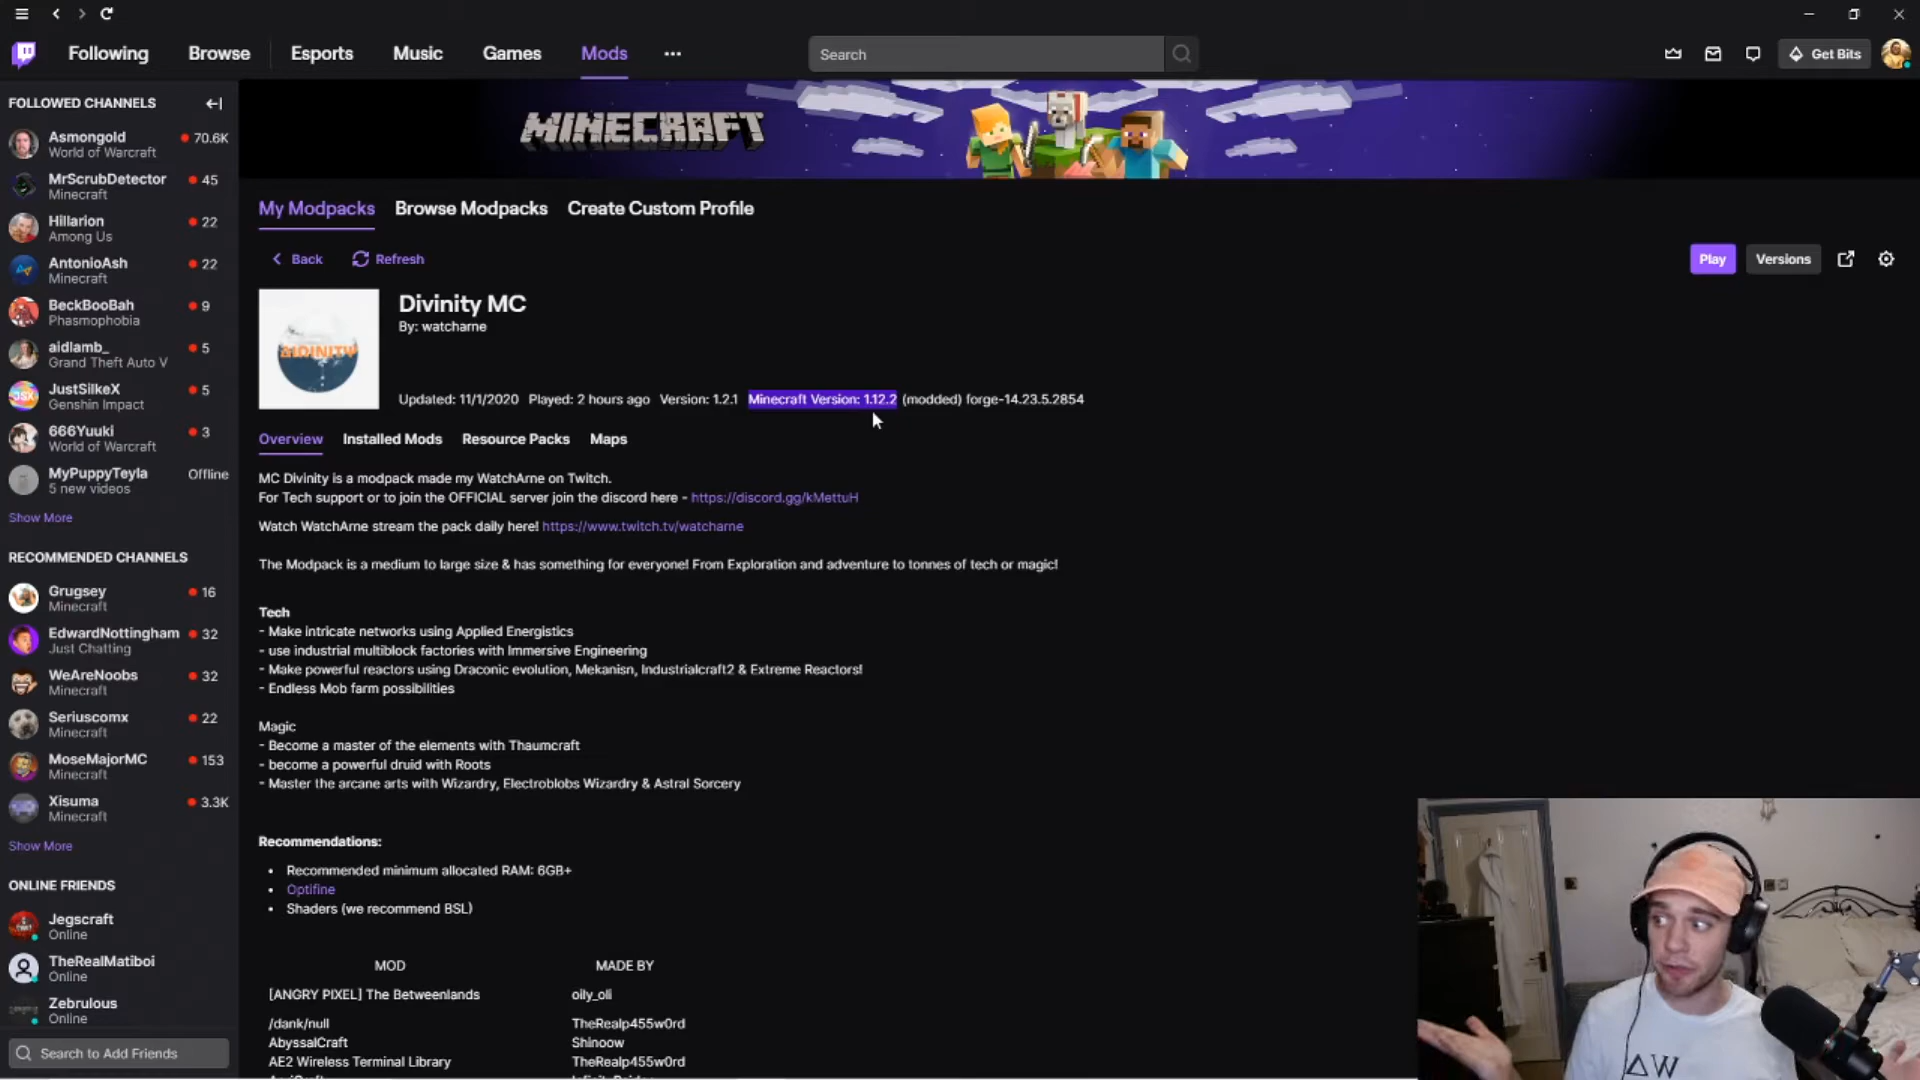 Following
Browse
Esports
Music
Games
Mods
Search
Get Bits
FOLLOWED CHANNELS
Asmongold
70.6K
World of Warcraft
MrScrubDetector
45
Minecraft
Hillarion
22
Among Us
AntonioAsh
22
Minecraft
BeckBooBah
9
Phasmophobia
aidlamb_
5
Grand Theft Auto V
JustSilkeX
5
Genshin Impact
666Yuuki
3
World of Warcraft
MyPuppyTeyla
Offline
5 new videos
Show More
RECOMMENDED CHANNELS
Grugsey
16
Minecraft
EdwardNottingham
32
Just Chatting
WeAreNoobs
32
Minecraft
Seriuscomx
22
Minecraft
MoseMajorMC
153
Minecraft
Xisuma
3.3K
Minecraft
Show More
ONLINE FRIENDS
Jegscraft
Online
TheRealMatiboi
Online
Zebrulous
Online
Search to Add Friends
MINECRAFT
My Modpacks
Browse Modpacks
Create Custom Profile
Back
Refresh
Play
Versions
Divinity MC
By: watcharne
Updated: 11/1/2020 Played: 2 hours ago Version: 1.2.1 Minecraft Version: 1.12.2 (modded) forge-14.23.5.2854
Overview
Installed Mods
Resource Packs
Maps
MC Divinity is a modpack made my WatchArne on Twitch.
For Tech support or to join the OFFICIAL server join the discord here - https://discord.gg/kMettuH
Watch WatchArne stream the pack daily here! https://www.twitch.tv/watcharne
The Modpack is a medium to large size & has something for everyone! From Exploration and adventure to tonnes of tech or magic!
Tech
- Make intricate networks using Applied Energistics
- use industrial multiblock factories with Immersive Engineering
- Make powerful reactors using Draconic evolution, Mekanisn, Industrialcraft2 & Extreme Reactors!
- Endless Mob farm possibilities
Magic
- Become a master of the elements with Thaumcraft
- become a powerful druid with Roots
- Master the arcane arts with Wizardry, Electroblobs Wizardry & Astral Sorcery
Recommendations:
• Recommended minimum allocated RAM: 6GB+
• Optifine
• Shaders (we recommend BSL)
MOD MADE BY
[ANGRY PIXEL] The Betweenlands oily_oli
/dank/null TheRealp455w0rd
AbyssalCraft Shinoow
AE2 Wireless Terminal Library TheRealp455w0rd